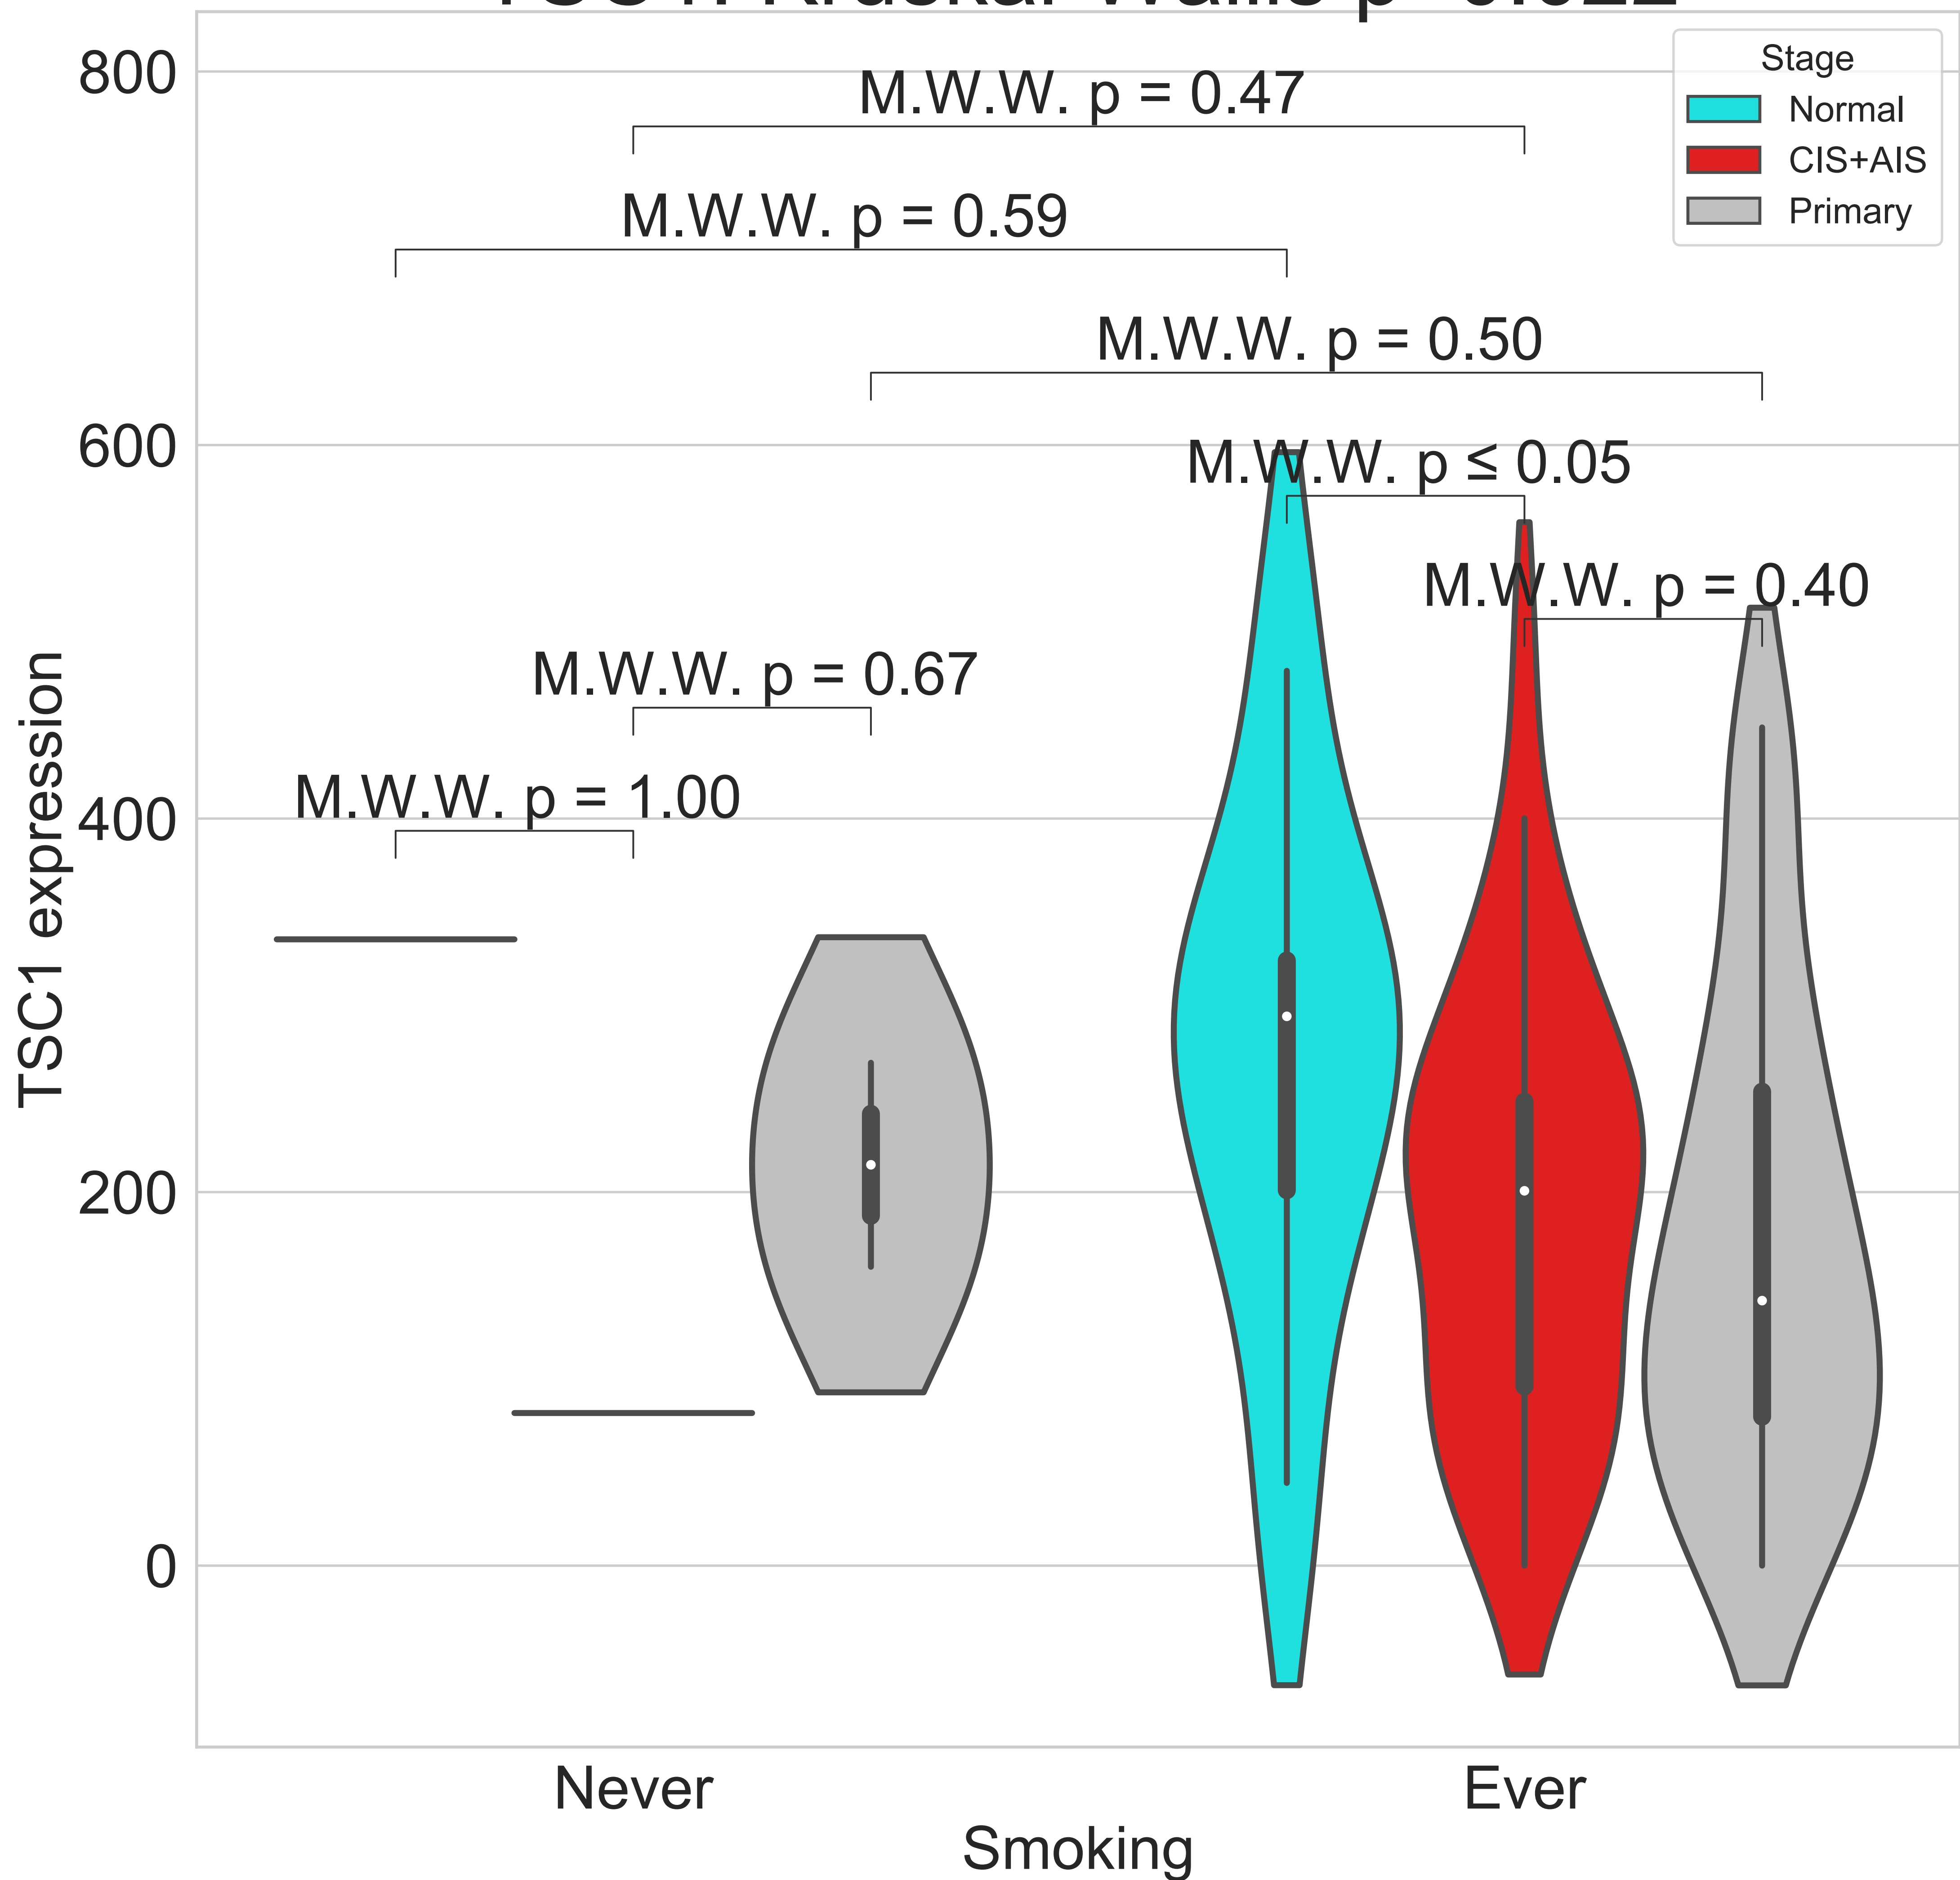 Stage
Normal
CIS+AIS
Primary
M.W.W. p = 0.47
M.W.W. p = 0.59
M.W.W. p = 0.50
M.W.W. p ≤ 0.05
M.W.W. p = 0.40
M.W.W. p = 0.67
M.W.W. p = 1.00
800
600
400
200
0
TSC1 expression
Never
Ever
Smoking